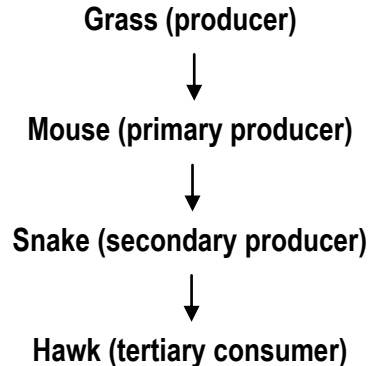 Grass (producer)
Mouse (primary producer)
Snake (secondary producer)
Hawk (tertiary consumer)